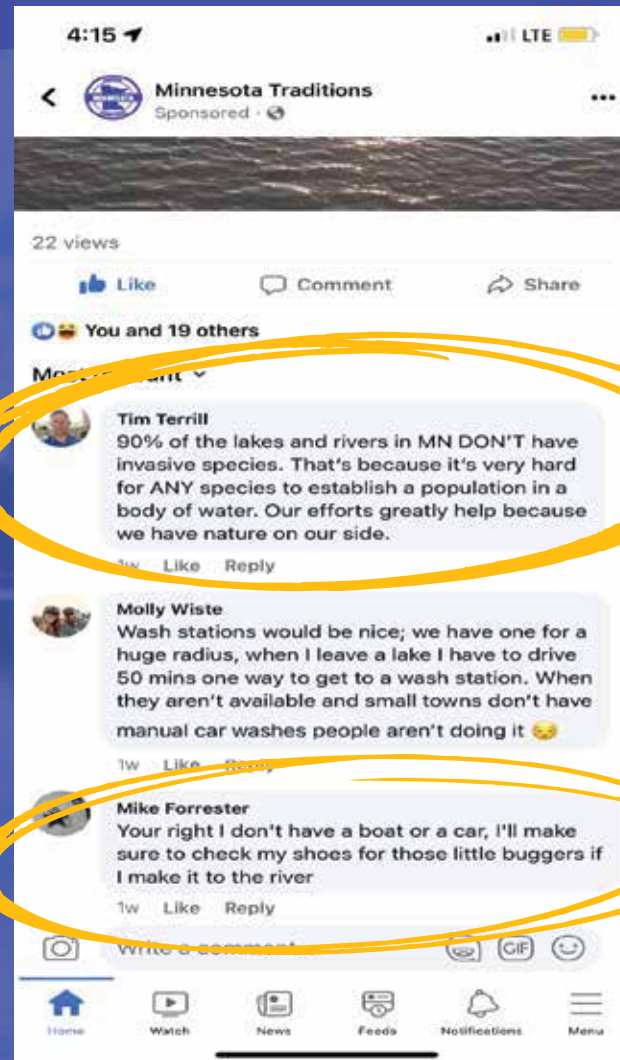 4:15
LTE
Minnesota Traditions
Sponsored
MINNESOTA
22 views
Like Comment Share
You and 19 others
Tim Terrill
90% of the lakes and rivers in MN DON'T have
invasive species. That's because it's very hard
for ANY species to establish a population in a
body of water. Our efforts greatly help because
we have nature on our side.
1w Like Reply
Molly Wiste
Wash stations would be nice; we have one for a
huge radius, when I leave a lake I have to drive
50 mins one way to get to a wash station. When
they aren't available and small towns don't have
manual car washes people aren't doing it 😔
1w Like Reply
Mike Forrester
Your right I don't have a boat or a car, I'll make
sure to check my shoes for those little buggers if
I make it to the river
1w Like Reply
Write a comment...
GIF
Home Watch News Feeds Notifications Menu